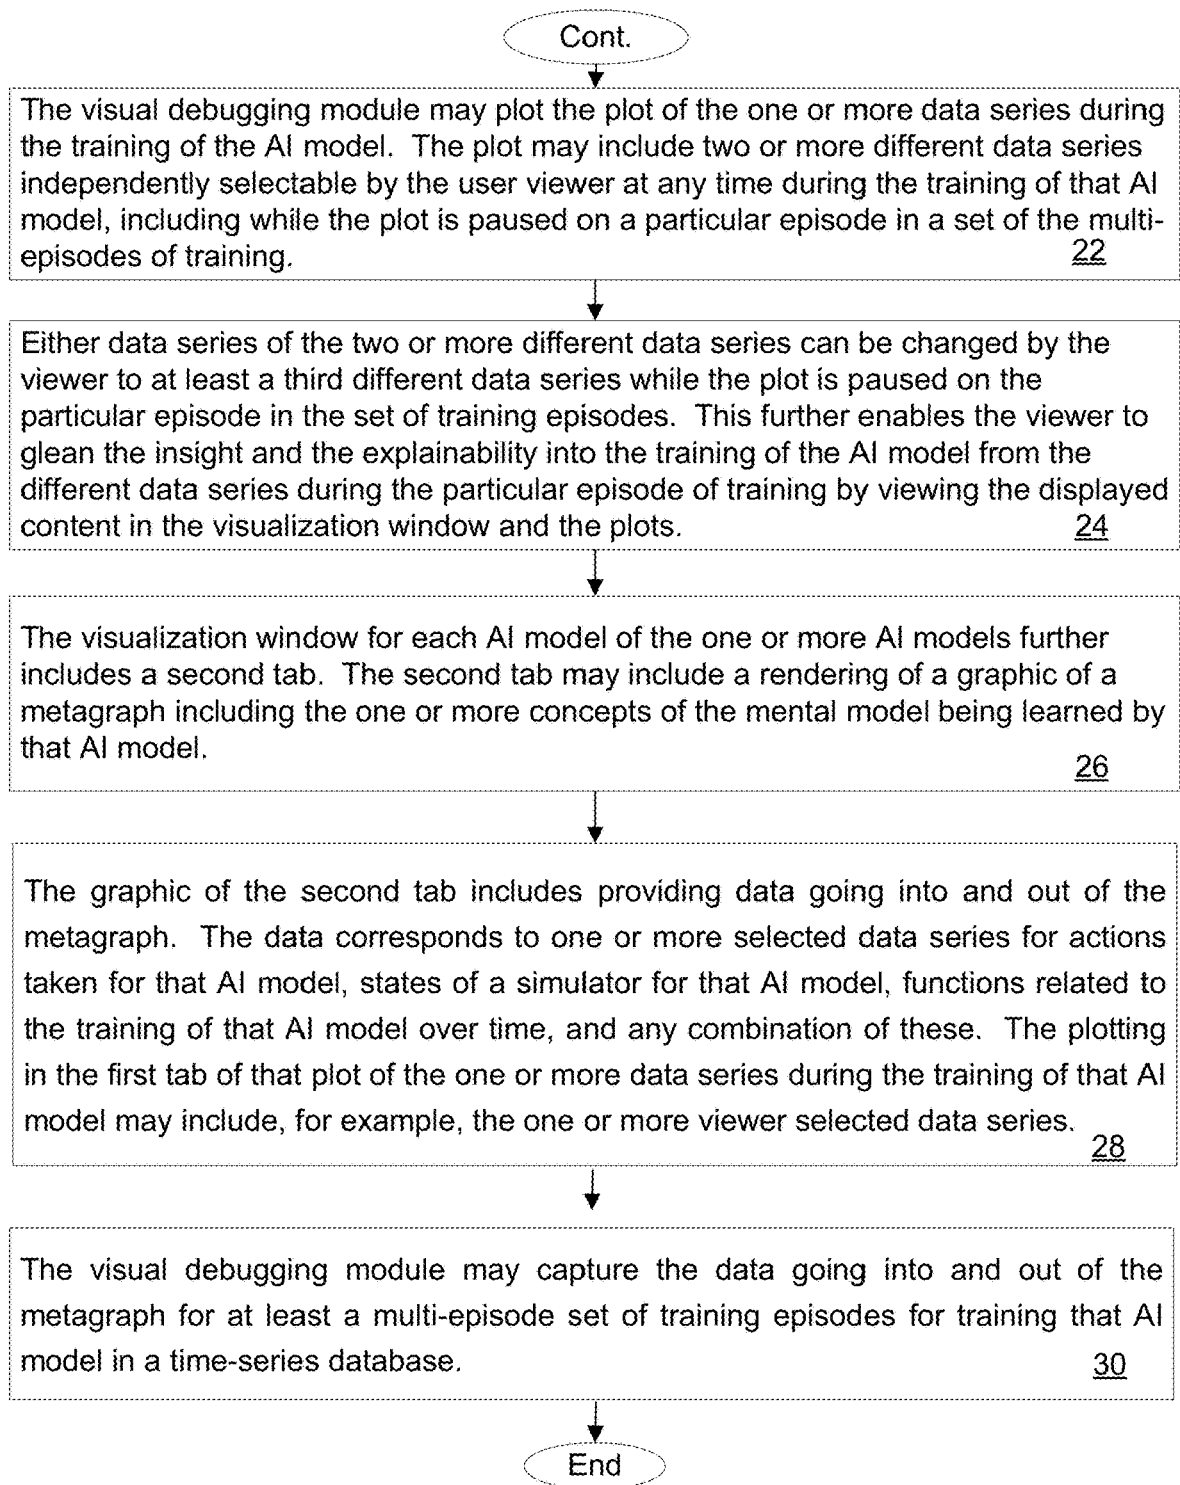 Cont.
The visual debugging module may plot the plot of the one or more data series during
the training of the AI model.  The plot may include two or more different data series
independently selectable by the user viewer at any time during the training of that AI
model, including while the plot is paused on a particular episode in a set of the multi-
episodes of training.
22
Either data series of the two or more different data series can be changed by the
viewer to at least a third different data series while the plot is paused on the
particular episode in the set of training episodes.  This further enables the viewer to
glean the insight and the explainability into the training of the AI model from the
different data series during the particular episode of training by viewing the displayed
content in the visualization window and the plots.
24
The visualization window for each AI model of the one or more AI models further
includes a second tab.  The second tab may include a rendering of a graphic of a
metagraph including the one or more concepts of the mental model being learned by
that AI model.
26
The graphic of the second tab includes providing data going into and out of the
metagraph.  The data corresponds to one or more selected data series for actions
taken for that AI model, states of a simulator for that AI model, functions related to
the training of that AI model over time, and any combination of these.  The plotting
in the first tab of that plot of the one or more data series during the training of that AI
model may include, for example, the one or more viewer selected data series.
28
The visual debugging module may capture the data going into and out of the
metagraph for at least a multi-episode set of training episodes for training that AI
model in a time-series database.
30
End